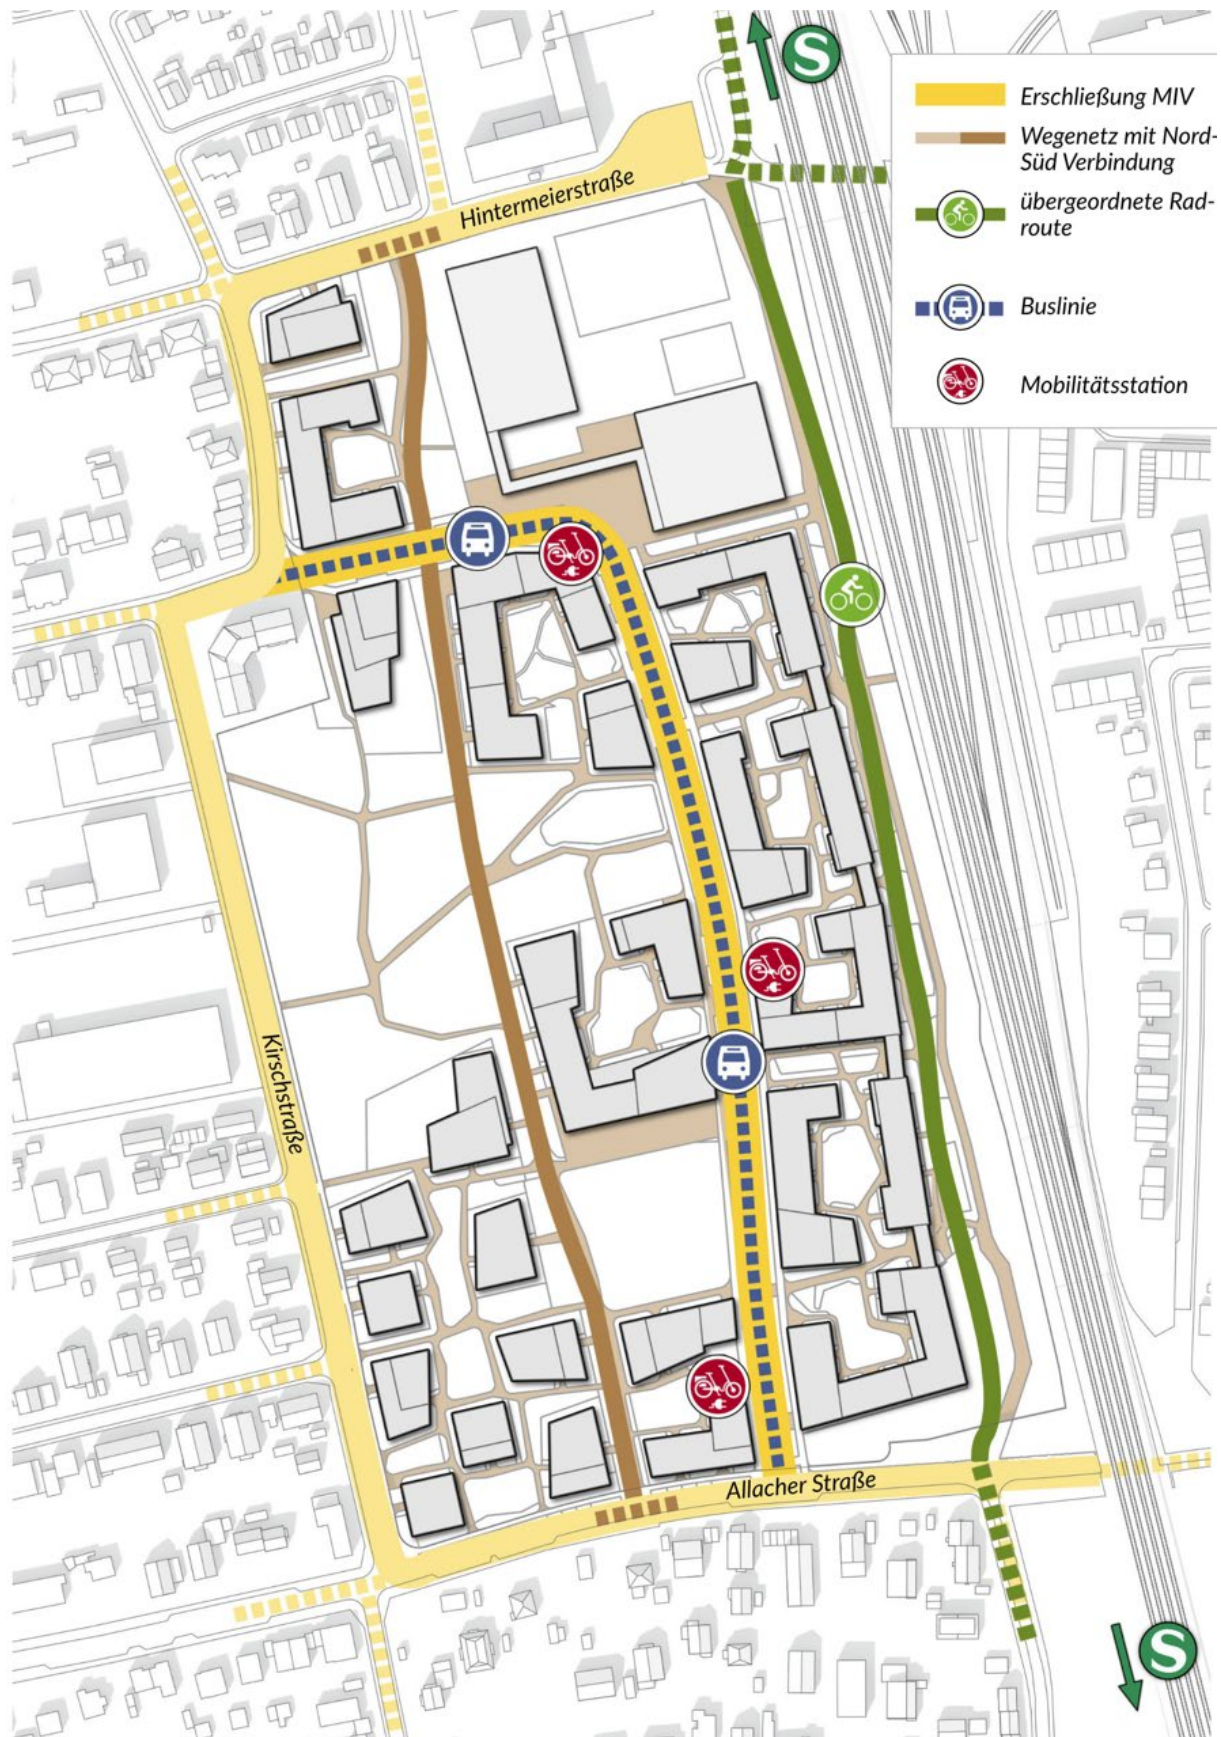 S
Erschließung MIV
Wegenetz mit Nord-
Süd Verbindung
übergeordnete Rad-
route
Buslinie
Mobilitätsstation
Hintermeierstraße
Kirschstraße
Allacher Straße
S